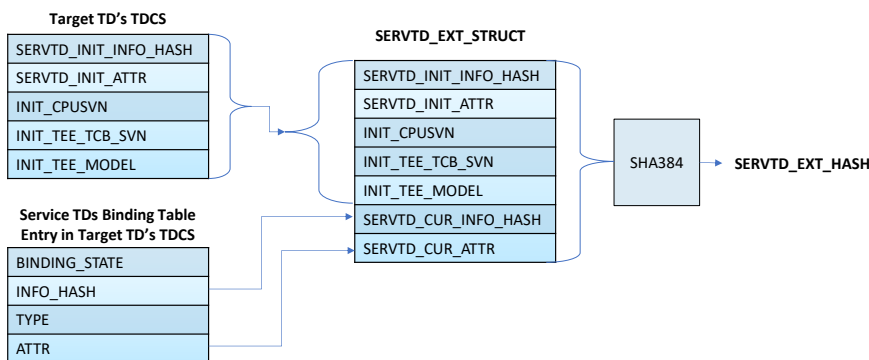 Target TD's TDCS
SERVTD_INIT_INFO_HASH
SERVTD_INIT_ATTR
INIT_CPUSVN
INIT_TEE_TCB_SVN
INIT_TEE_MODEL
Service TDs Binding Table
Entry in Target TD's TDCS
BINDING_STATE
INFO_HASH
TYPE
ATTR
SERVTD_EXT_STRUCT
SERVTD_INIT_INFO_HASH
SERVTD_INIT_ATTR
INIT_CPUSVN
INIT_TEE_TCB_SVN
INIT_TEE_MODEL
SERVTD_CUR_INFO_HASH
SERVTD_CUR_ATTR
SHA384
SERVTD_EXT_HASH